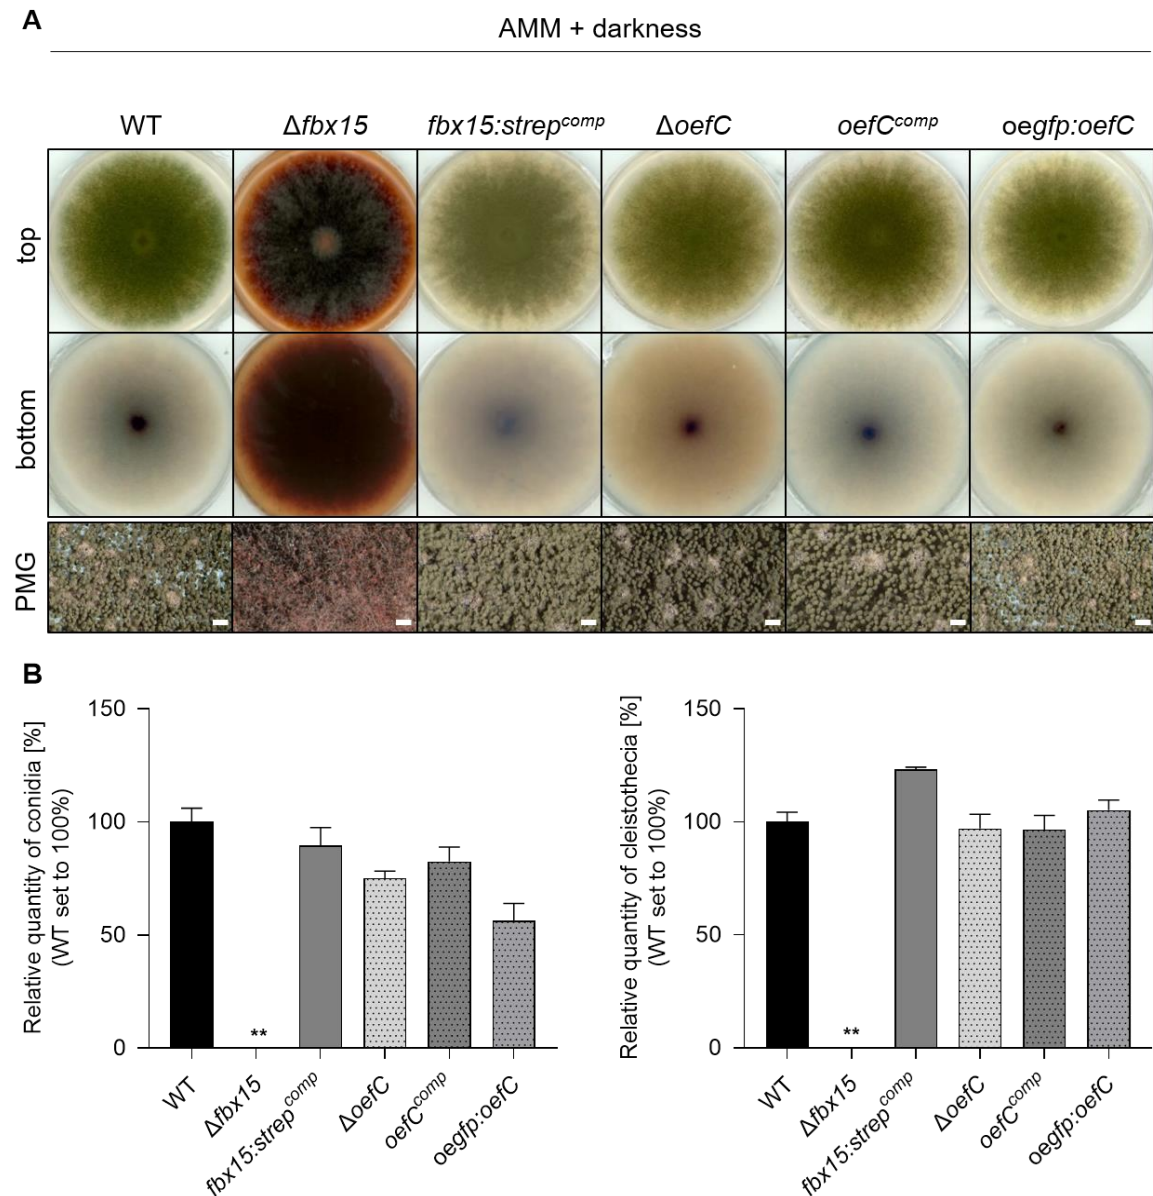 A
AMM + darkness
WT Δfbx15 fbx15:strepcomp ΔoefC oefCcomp oegfp:oefC
top
bottom
PMG
B
Relative quantity of conidia [%]
(WT set to 100%)
150
100
50
0
**
WT Δfbx15 fbx15:strepcomp ΔoefC oefCcomp oegfp:oefC
Relative quantity of cleistothecia [%]
(WT set to 100%)
150
100
50
0
**
WT Δfbx15 fbx15:strepcomp ΔoefC oefCcomp oegfp:oefC